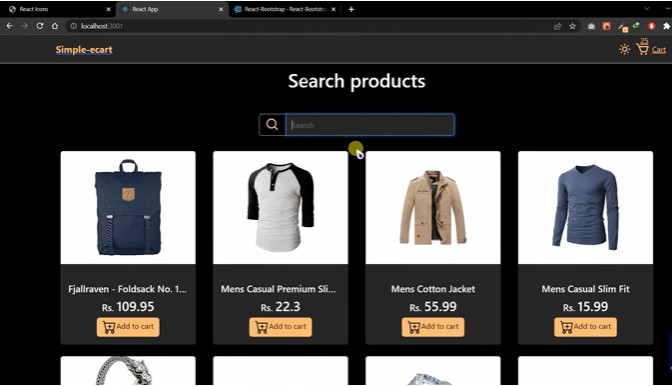 React Icons
React App
React-Bootstrap - React-Bootstr
localhost:3001
Simple-ecart
25
Cart
Search products
Search
Fjallraven - Foldsack No. 1...
Rs. 109.95
Add to cart
Mens Casual Premium Sli...
Rs. 22.3
Add to cart
Mens Cotton Jacket
Rs. 55.99
Add to cart
Mens Casual Slim Fit
Rs. 15.99
Add to cart